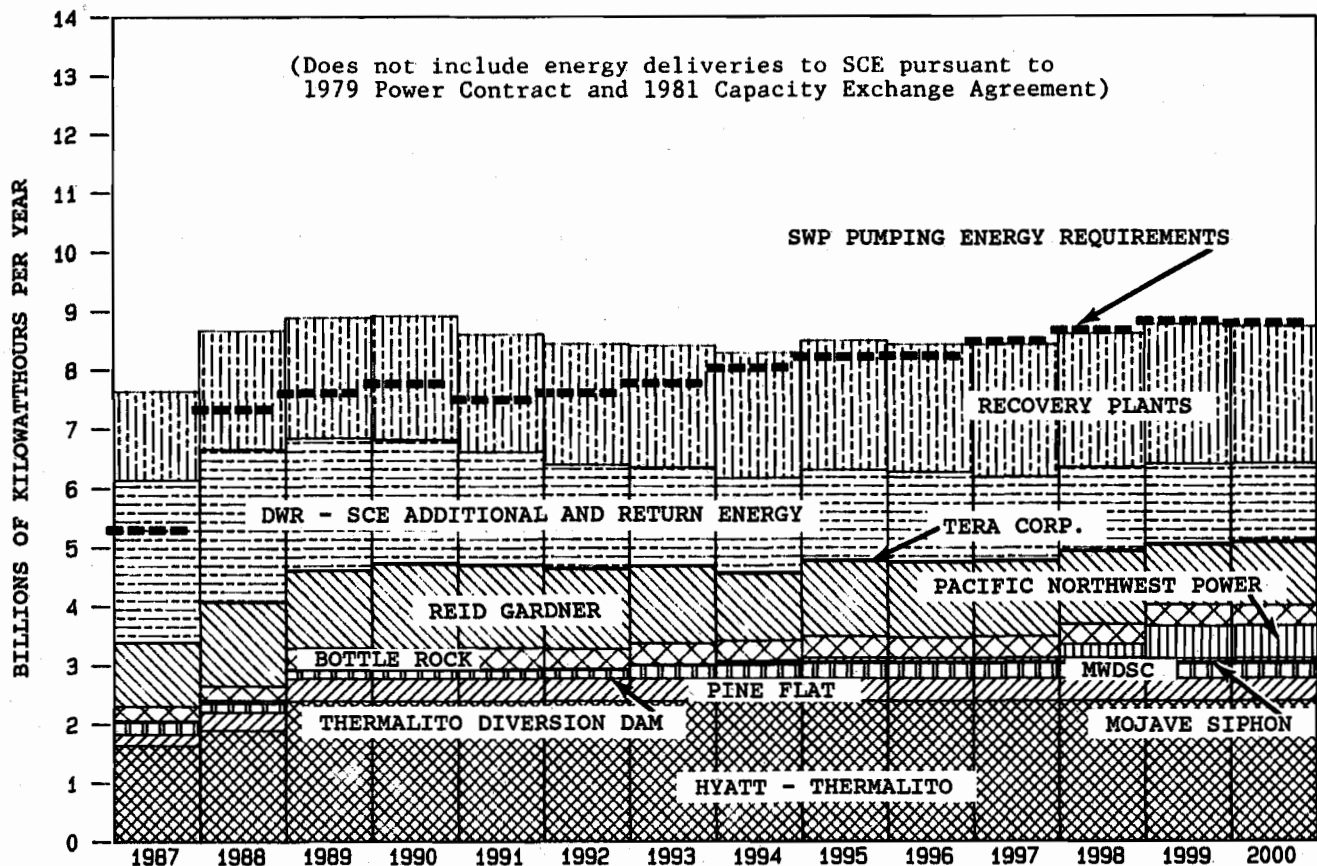 14
(Does not include energy deliveries to SCE pursuant to
1979 Power Contract and 1981 Capacity Exchange Agreement)
13
12
11
10
9
8
7
6
5
4
3
2
1
0
BILLIONS OF KILOWATTHOURS PER YEAR
SWP PUMPING ENERGY REQUIREMENTS
RECOVERY PLANTS
DWR - SCE ADDITIONAL AND RETURN ENERGY
TERA CORP.
PACIFIC NORTHWEST POWER
REID GARDNER
BOTTLE ROCK
MWDSC
PINE FLAT
THERMALITO DIVERSION DAM
MOJAVE SIPHON
HYATT - THERMALITO
1987 1988 1989 1990 1991 1992 1993 1994 1995 1996 1997 1998 1999 2000